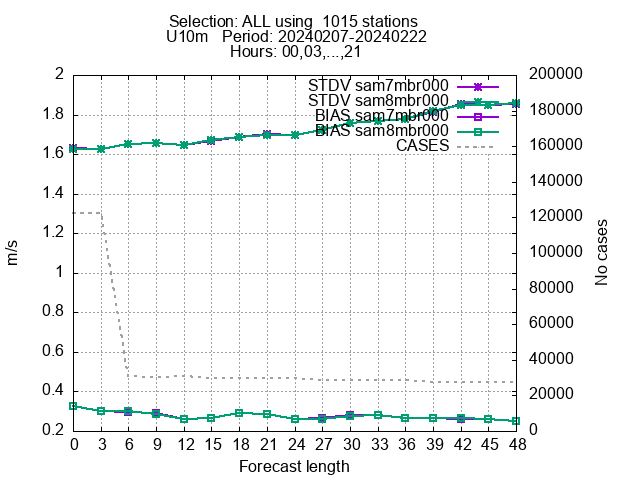 Selection: ALL using  1015 stations
U10m   Period: 20240207-20240222
Hours: 00,03,...,21
2
1.8
1.6
1.4
1.2
1
0.8
0.6
0.4
0.2
m/s
STDV sam7mbr000
STDV sam8mbr000
BIAS sam7mbr000
BIAS sam8mbr000
CASES
200000
180000
160000
140000
120000
100000
80000
60000
40000
20000
0
No cases
0 3 6 9 12 15 18 21 24 27 30 33 36 39 42 45 48
Forecast length